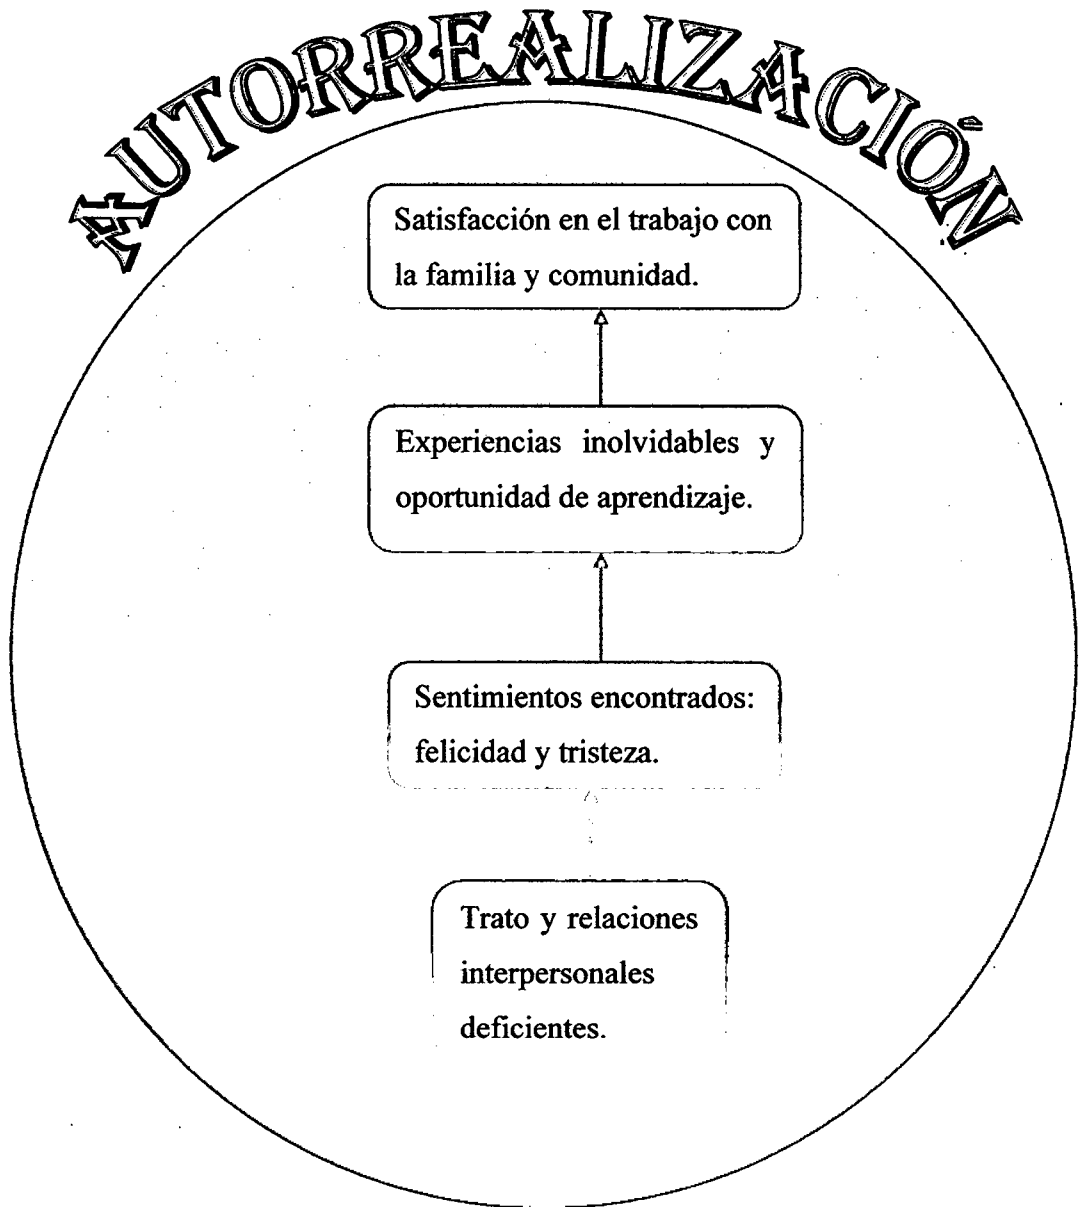 AUTORREALIZACIÓN
Satisfacción en el trabajo con
la familia y comunidad.
Experiencias inolvidables y
oportunidad de aprendizaje.
Sentimientos encontrados:
felicidad y tristeza.
Trato y relaciones
interpersonales
deficientes.